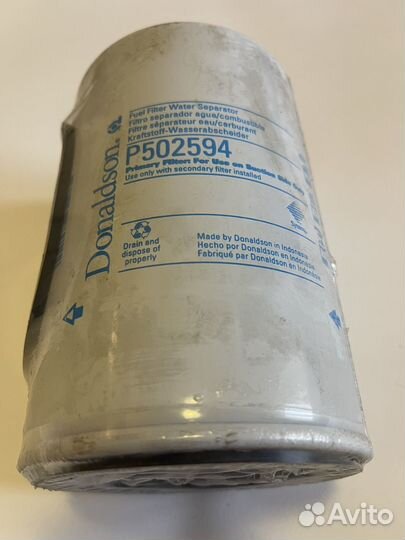 Donaldson
Fuel Filter Water Separator
Filtro separador agua/combustible
Filtre séparateur eau/carburant
Kraftstoff-Wasserabscheider
P502594
Primary Filter: For Use on Suction Side Only
Use only with secondary filter installed
Drain and
dispose of
properly
Made by Donaldson in Indonesia
Hecho por Donaldson en Indonesia
Fabriqué par Donaldson en Indonésie
Avito